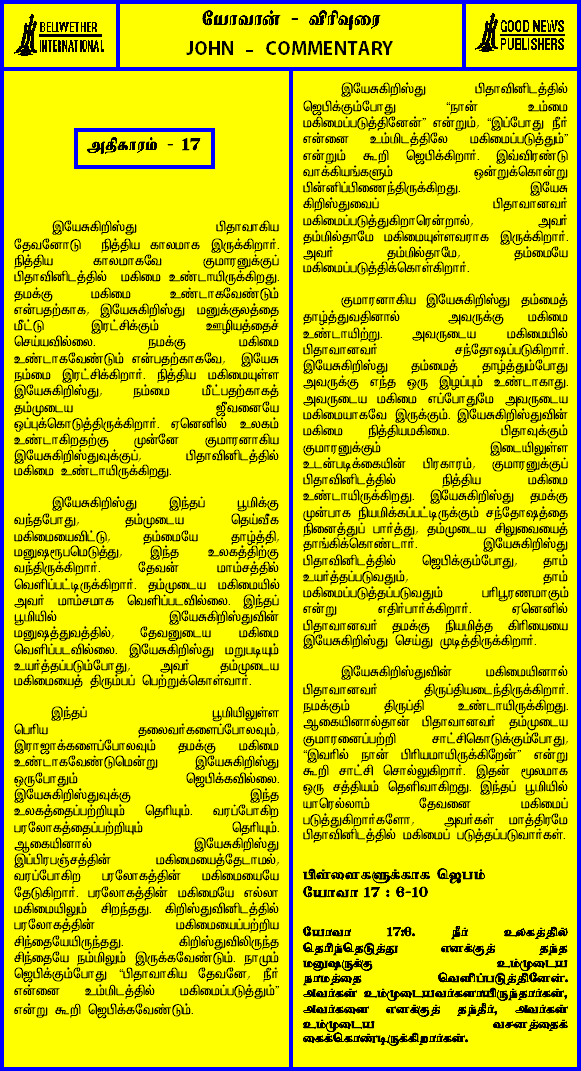 BELLWETHER
INTERNATIONAL
யோவான் - விரிவுரை
JOHN - COMMENTARY
GOOD NEWS
PUBLISHERS
அதிகாரம் - 17
இயேசுகிறிஸ்து பிதாவாகிய
தேவனோடு நித்திய காலமாக இருக்கிறார்.
நித்திய காலமாகவே குமாரனுக்குப்
பிதாவினிடத்தில் மகிமை உண்டாயிருக்கிறது.
தமக்கு மகிமை உண்டாகவேண்டும்
என்பதற்காக, இயேசுகிறிஸ்து மனுக்குலத்தை
மீட்டு இரட்சிக்கும் ஊழியத்தைச்
செய்யவில்லை. நமக்கு மகிமை
உண்டாகவேண்டும் என்பதற்காகவே, இயேசு
நம்மை இரட்சிக்கிறார். நித்திய மகிமையுள்ள
இயேசுகிறிஸ்து, நம்மை மீட்பதற்காகத்
தம்முடைய ஜீவனையே
ஒப்புக்கொடுத்திருக்கிறார். ஏனெனில் உலகம்
உண்டாகிறதற்கு முன்னே குமாரனாகிய
இயேசுகிறிஸ்துவுக்குப், பிதாவினிடத்தில்
மகிமை உண்டாயிருக்கிறது.
இயேசுகிறிஸ்து இந்தப் பூமிக்கு
வந்தபோது, தம்முடைய தெய்வீக
மகிமையைவிட்டு, தம்மையே தாழ்த்தி,
மனுஷரூபமெடுத்து, இந்த உலகத்திற்கு
வந்திருக்கிறார். தேவன் மாம்சத்தில்
வெளிப்பட்டிருக்கிறார். தம்முடைய மகிமையில்
அவர் மாம்சமாக வெளிப்படவில்லை. இந்தப்
பூமியில் இயேசுகிறிஸ்துவின்
மனுஷத்துவத்தில், தேவனுடைய மகிமை
வெளிப்படவில்லை. இயேசுகிறிஸ்து மறுபடியும்
உயர்த்தப்படும்போது, அவர் தம்முடைய
மகிமையைத் திரும்பப் பெற்றுக்கொள்வார்.
இந்தப் பூமியிலுள்ள
பெரிய தலைவர்களைப்போலவும்,
இராஜாக்களைப்போலவும் தமக்கு மகிமை
உண்டாகவேண்டுமென்று இயேசுகிறிஸ்து
ஒருபோதும் ஜெபிக்கவில்லை.
இயேசுகிறிஸ்துவுக்கு இந்த
உலகத்தைப்பற்றியும் தெரியும். வரப்போகிற
பரலோகத்தைப்பற்றியும் தெரியும்.
ஆகையினால் இயேசுகிறிஸ்து
இப்பிரபஞ்சத்தின் மகிமையைத்தேடாமல்,
வரப்போகிற பரலோகத்தின் மகிமையையே
தேடுகிறார். பரலோகத்தின் மகிமையே எல்லா
மகிமையிலும் சிறந்தது. கிறிஸ்துவினிடத்தில்
பரலோகத்தின் மகிமையைப்பற்றிய
சிந்தையேயிருந்தது. கிறிஸ்துவிலிருந்த
சிந்தையே நம்மிலும் இருக்கவேண்டும். நாமும்
ஜெபிக்கும்போது “பிதாவாகிய தேவனே, நீர்
என்னை உம்மிடத்தில் மகிமைப்படுத்தும்”
என்று கூறி ஜெபிக்கவேண்டும்.
இயேசுகிறிஸ்து பிதாவினிடத்தில்
ஜெபிக்கும்போது “நான் உம்மை
மகிமைப்படுத்தினேன்” என்றும், “இப்போது நீர்
என்னை உம்மிடத்திலே மகிமைப்படுத்தும்”
என்றும் கூறி ஜெபிக்கிறார். இவ்விரண்டு
வாக்கியங்களும் ஒன்றுக்கொன்று
பின்னிப்பிணைந்திருக்கிறது. இயேசு
கிறிஸ்துவைப் பிதாவானவர்
மகிமைப்படுத்துகிறாரென்றால், அவர்
தம்மில்தாமே மகிமையுள்ளவராக இருக்கிறார்.
அவர் தம்மில்தாமே, தம்மையே
மகிமைப்படுத்திக்கொள்கிறார்.
குமாரனாகிய இயேசுகிறிஸ்து தம்மைத்
தாழ்த்துவதினால் அவருக்கு மகிமை
உண்டாயிற்று. அவருடைய மகிமையில்
பிதாவானவர் சந்தோஷப்படுகிறார்.
இயேசுகிறிஸ்து தம்மைத் தாழ்த்தும்போது
அவருக்கு எந்த ஒரு இழப்பும் உண்டாகாது.
அவருடைய மகிமை எப்போதுமே அவருடைய
மகிமையாகவே இருக்கும். இயேசுகிறிஸ்துவின்
மகிமை நித்தியமகிமை. பிதாவுக்கும்
குமாரனுக்கும் இடையிலுள்ள
உடன்படிக்கையின் பிரகாரம், குமாரனுக்குப்
பிதாவினிடத்தில் நித்திய மகிமை
உண்டாயிருக்கிறது. இயேசுகிறிஸ்து தமக்கு
முன்பாக நியமிக்கப்பட்டிருக்கும் சந்தோஷத்தை
நினைத்துப் பார்த்து, தம்முடைய சிலுவையைத்
தாங்கிக்கொண்டார். இயேசுகிறிஸ்து
பிதாவினிடத்தில் ஜெபிக்கும்போது, தாம்
உயர்த்தப்படுவதும், தாம்
மகிமைப்படுத்தப்படுவதும் பரிபூரணமாகும்
என்று எதிர்பார்க்கிறார். ஏனெனில்
பிதாவானவர் தமக்கு நியமித்த கிரியையை
இயேசுகிறிஸ்து செய்து முடித்திருக்கிறார்.
இயேசுகிறிஸ்துவின் மகிமையினால்
பிதாவானவர் திருப்தியடைந்திருக்கிறார்.
நமக்கும் திருப்தி உண்டாயிருக்கிறது.
ஆகையினால்தான் பிதாவானவர் தம்முடைய
குமாரனைப்பற்றி சாட்சிகொடுக்கும்போது,
“இவரில் நான் பிரியமாயிருக்கிறேன்” என்று
கூறி சாட்சி சொல்லுகிறார். இதன் மூலமாக
ஒரு சத்தியம் தெளிவாகிறது. இந்தப் பூமியில்
யாரெல்லாம் தேவனை மகிமைப்
படுத்துகிறார்களோ, அவர்கள் மாத்திரமே
பிதாவினிடத்தில் மகிமைப் படுத்தப்படுவார்கள்.
பிள்ளைகளுக்காக ஜெபம்
யோவா 17 : 6-10
யோவா 17:6. நீர் உலகத்தில்
தெரிந்தெடுத்து எனக்குத் தந்த
மனுஷருக்கு உம்முடைய
நாமத்தை வெளிப்படுத்தினேன்.
அவர்கள் உம்முடையவர்களாயிருந்தார்கள்,
அவர்களை எனக்குத் தந்தீர், அவர்கள்
உம்முடைய வசனத்தைக்
கைக்கொண்டிருக்கிறார்கள்.